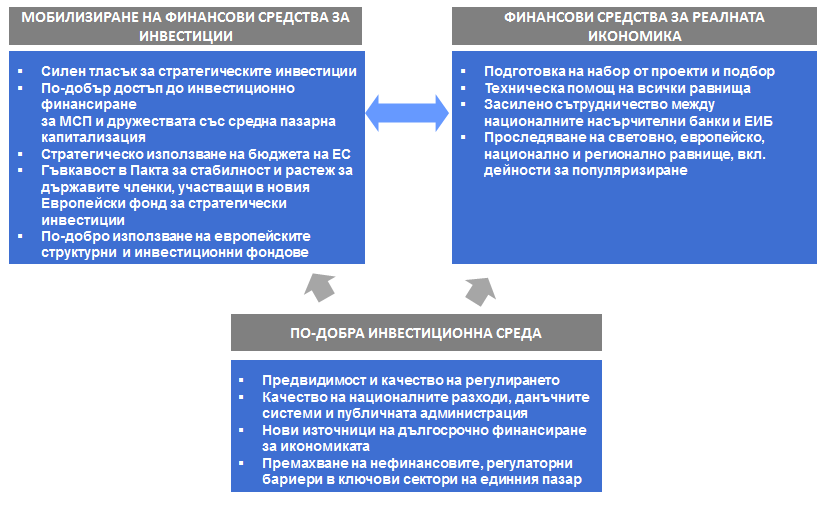 МОБИЛИЗИРАНЕ НА ФИНАНСОВИ СРЕДСТВА ЗА
ИНВЕСТИЦИИ
▪ Силен тласък за стратегическите инвестиции
▪ По-добър достъп до инвестиционно
финансиране
за МСП и дружествата със средна пазарна
капитализация
▪ Стратегическо използване на бюджета на ЕС
▪ Гъвкавост в Пакта за стабилност и растеж за
държавите членки, участващи в новия
Европейски фонд за стратегически
инвестиции
▪ По-добро използване на европейските
структурни и инвестиционни фондове
ФИНАНСОВИ СРЕДСТВА ЗА РЕАЛНАТА
ИКОНОМИКА
▪ Подготовка на набор от проекти и подбор
▪ Техническа помощ на всички равнища
▪ Засилено сътрудничество между
националните насърчителни банки и ЕИБ
▪ Проследяване на световно, европейско,
национално и регионално равнище, вкл.
дейности за популяризиране
ПО-ДОБРА ИНВЕСТИЦИОННА СРЕДА
▪ Предвидимост и качество на регулирането
▪ Качество на националните разходи, данъчните
системи и публичната администрация
▪ Нови източници на дългосрочно финансиране
за икономиката
▪ Премахване на нефинансовите, регулаторни
бариери в ключови сектори на единния пазар